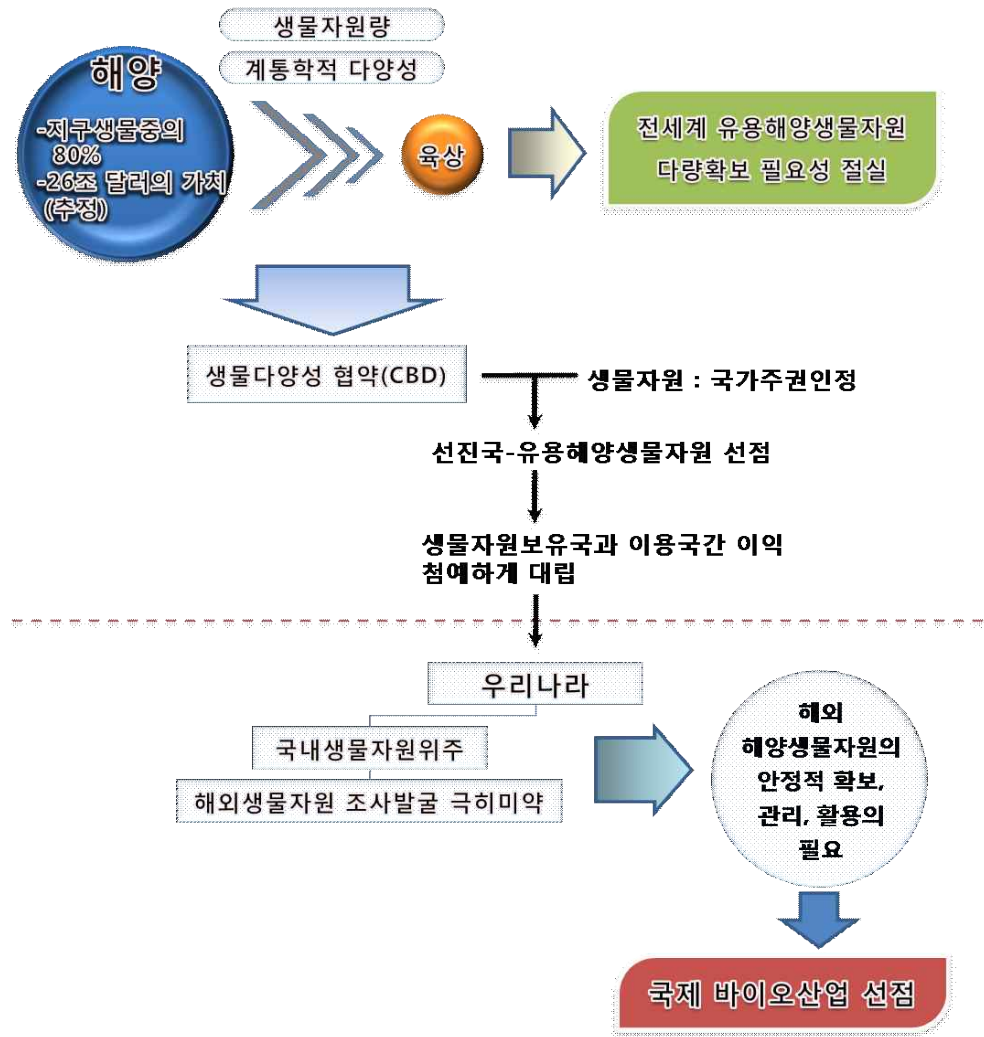 생물자원량
계통학적 다양성
해양
-지구생물중의
80%
-26조 달러의 가치
(추정)
육상
전세계 유용해양생물자원
다량확보 필요성 절실
생물다양성 협약(CBD)
생물자원 : 국가주권인정
선진국-유용해양생물자원 선점
생물자원보유국과 이용국간 이익
첨예하게 대립
우리나라
국내생물자원위주
해외생물자원 조사발굴 극히미약
해외
해양생물자원의
안정적 확보,
관리, 활용의
필요
국제 바이오산업 선점